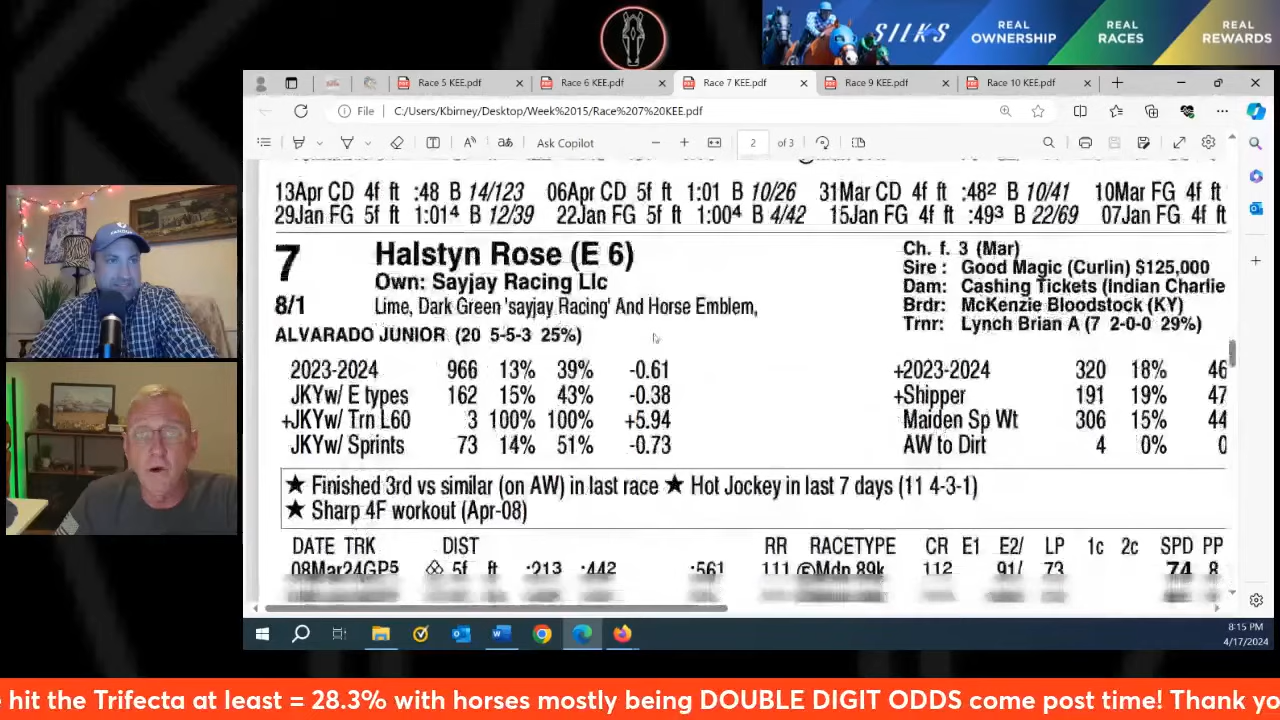 SILKS
REAL OWNERSHIP
REAL RACES
REAL REWARDS
Race 5 KEE.pdf
Race 6 KEE.pdf
Race 7 KEE.pdf
Race 9 KEE.pdf
Race 10 KEE.pdf
File C:/Users/Kbirney/Desktop/Week%2015/Race%207%20KEE.pdf
Ask Copilot
2 of 3
13Apr CD 4f ft :48 B 14/123 06Apr CD 5f ft 1:01 B 10/26 31Mar CD 4f ft :48² B 10/41 10Mar FG 4f ft
29Jan FG 5f ft 1:01⁴ B 12/39 22Jan FG 5f ft 1:00⁴ B 4/42 15Jan FG 4f ft :49³ B 22/69 07Jan FG 4f ft
7 Halstyn Rose (E 6)
Own: Sayjay Racing Llc
8/1 Lime, Dark Green 'sayjay Racing' And Horse Emblem,
ALVARADO JUNIOR (20 5-5-3 25%)
Ch. f. 3 (Mar)
Sire : Good Magic (Curlin) $125,000
Dam: Cashing Tickets (Indian Charlie
Brdr: McKenzie Bloodstock (KY)
Trnr: Lynch Brian A (7 2-0-0 29%)
2023-2024 966 13% 39% -0.61
JKYw/ E types 162 15% 43% -0.38
+JKYw/ Trn L60 3 100% 100% +5.94
JKYw/ Sprints 73 14% 51% -0.73
+2023-2024 320 18% 46
+Shipper 191 19% 47
Maiden Sp Wt 306 15% 44
AW to Dirt 4 0% 0
★ Finished 3rd vs similar (on AW) in last race ★ Hot Jockey in last 7 days (11 4-3-1)
★ Sharp 4F workout (Apr-08)
DATE TRK DIST RR RACETYPE CR E1 E2/ LP 1c 2c SPD PP
08Mar24GP⁵ 5f ft :21³ :44² :56¹ 111 ⒻMdn 89k 112 91/ 73 74 8
8:15 PM
4/17/2024
hit the Trifecta at least = 28.3% with horses mostly being DOUBLE DIGIT ODDS come post time! Thank yo